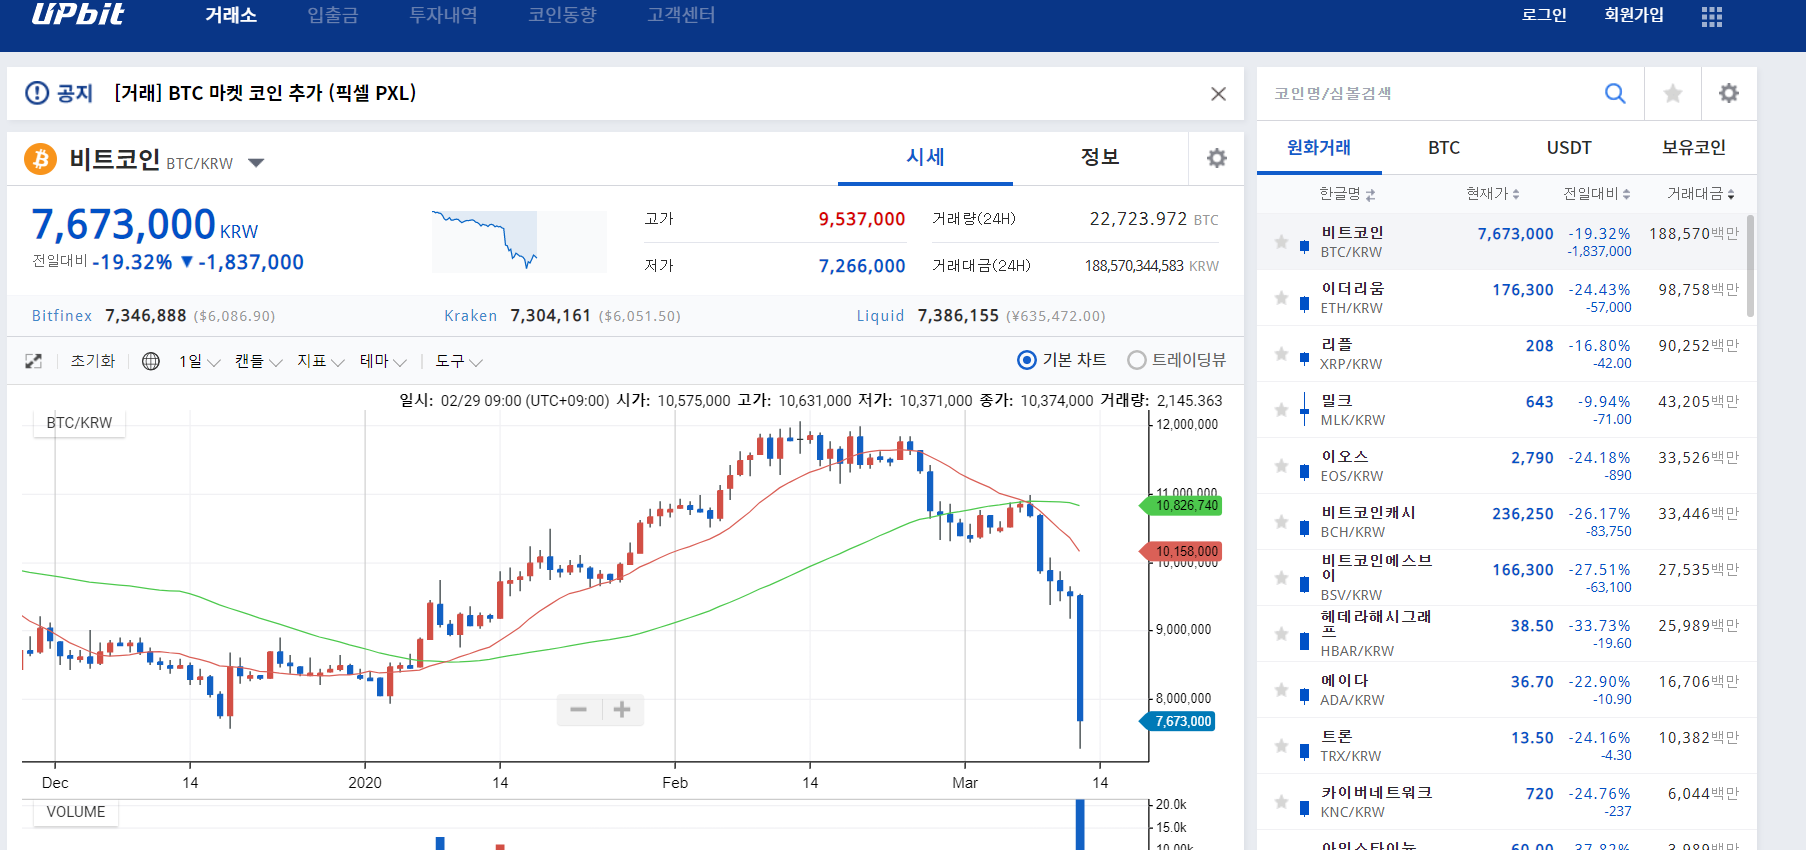 UPbit 거래소 입출금 투자내역 코인동향 고객센터 로그인 회원가입
공지 [거래] BTC 마켓 코인 추가 (픽셀 PXL)
코인명/심볼검색
비트코인 BTC/KRW 시세 정보
원화거래 BTC USDT 보유코인
한글명 현재가 전일대비 거래대금
7,673,000 KRW
전일대비 -19.32% ▼ -1,837,000
고가 9,537,000 거래량(24H) 22,723.972 BTC
저가 7,266,000 거래대금(24H) 188,570,344,583 KRW
Bitfinex 7,346,888 ($6,086.90) Kraken 7,304,161 ($6,051.50) Liquid 7,386,155 (¥635,472.00)
초기화 1일 캔들 지표 테마 도구 기본 차트 트레이딩뷰
일시: 02/29 09:00 (UTC+09:00) 시가: 10,575,000 고가: 10,631,000 저가: 10,371,000 종가: 10,374,000 거래량: 2,145.363
BTC/KRW
12,000,000
11,000,000
10,826,740
10,158,000
10,000,000
9,000,000
8,000,000
7,673,000
Dec 14 2020 14 Feb 14 Mar 14
VOLUME
20.0k
15.0k
10.00k
비트코인 7,673,000 -19.32% 188,570백만
BTC/KRW -1,837,000
이더리움 176,300 -24.43% 98,758백만
ETH/KRW -57,000
리플 208 -16.80% 90,252백만
XRP/KRW -42.00
밀크 643 -9.94% 43,205백만
MLK/KRW -71.00
이오스 2,790 -24.18% 33,526백만
EOS/KRW -890
비트코인캐시 236,250 -26.17% 33,446백만
BCH/KRW -83,750
비트코인에스브
이 166,300 -27.51% 27,535백만
BSV/KRW -63,100
헤데라해시그래
프 38.50 -33.73% 25,989백만
HBAR/KRW -19.60
에이다 36.70 -22.90% 16,706백만
ADA/KRW -10.90
트론 13.50 -24.16% 10,382백만
TRX/KRW -4.30
카이버네트워크 720 -24.76% 6,044백만
KNC/KRW -237
아인스타이늄 60.00 -37.82% 3,989백만